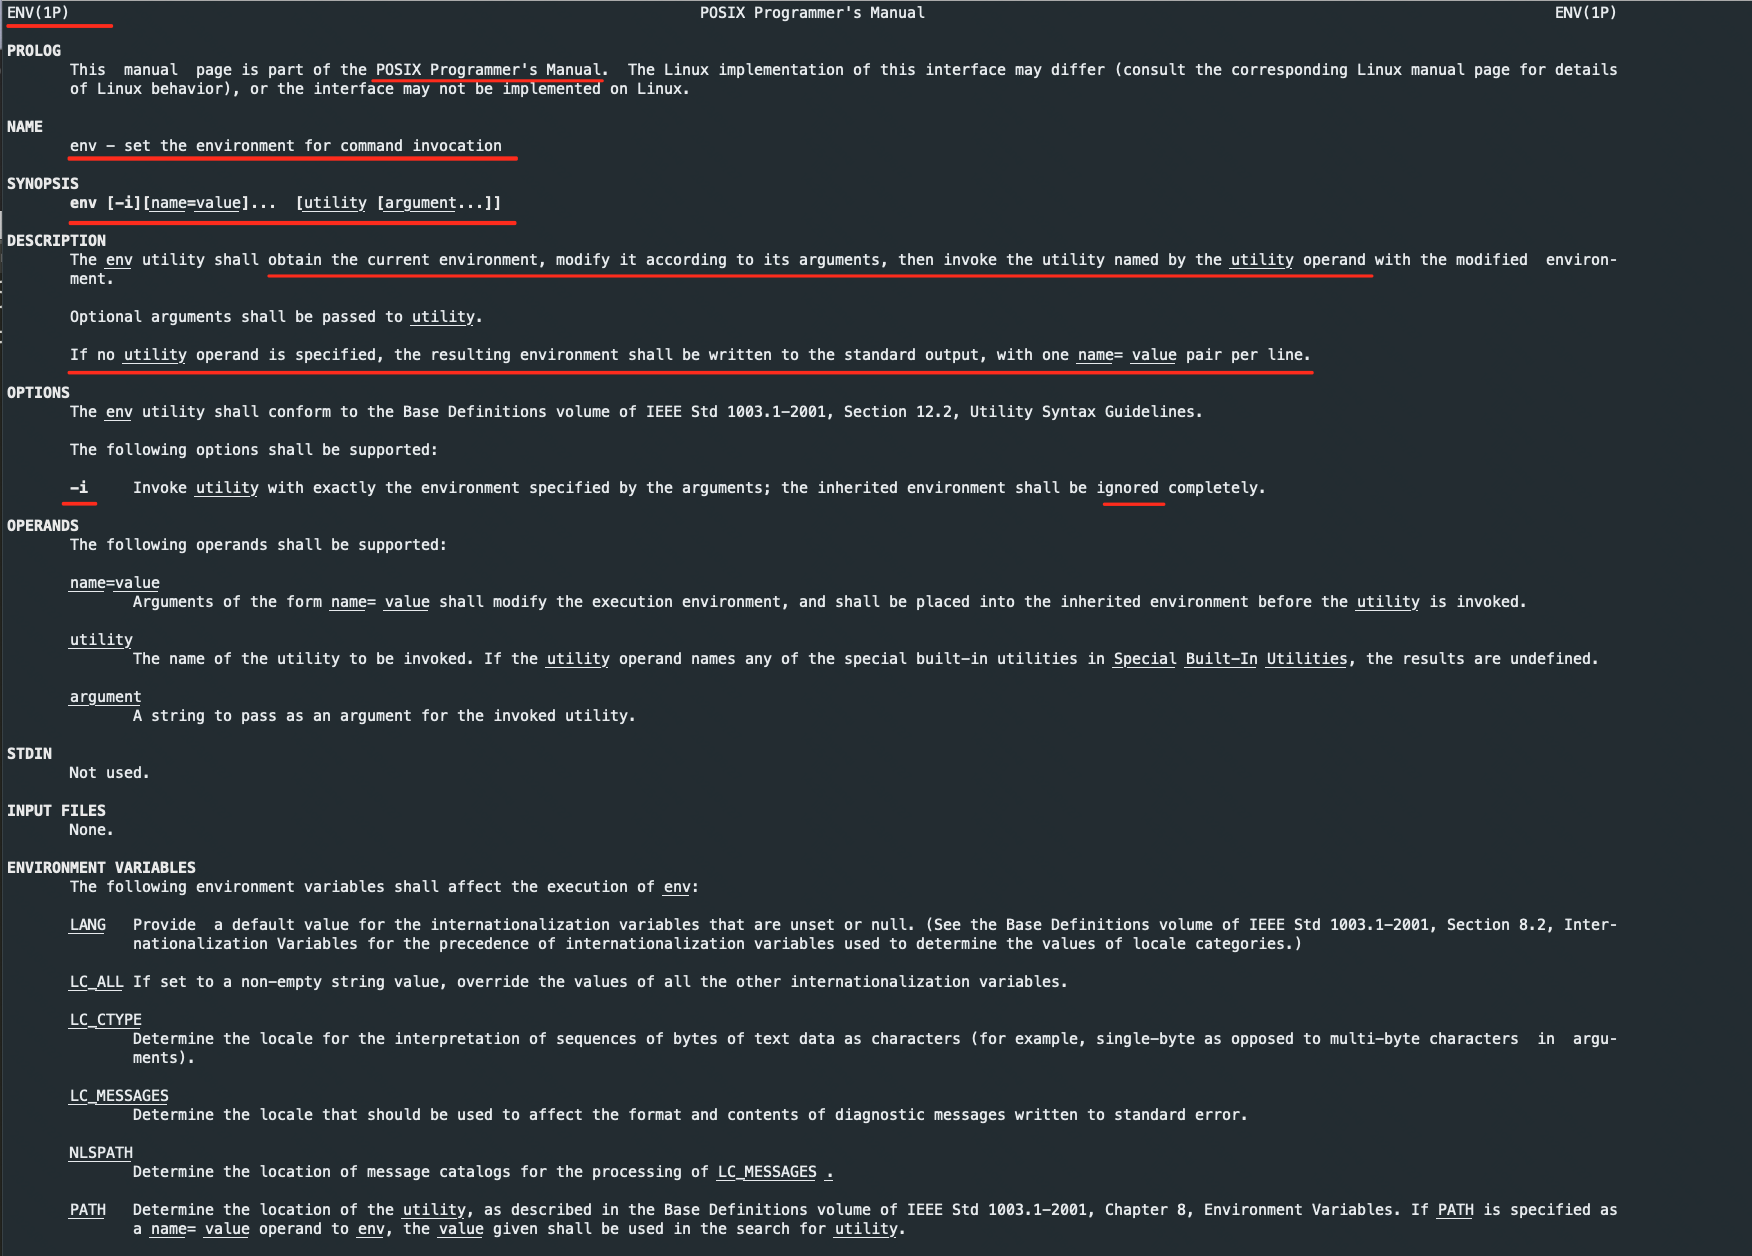 ENV(1P) POSIX Programmer's Manual ENV(1P)
PROLOG
This manual page is part of the POSIX Programmer's Manual. The Linux implementation of this interface may differ (consult the corresponding Linux manual page for details
of Linux behavior), or the interface may not be implemented on Linux.
NAME
env - set the environment for command invocation
SYNOPSIS
env [-i][name=value]... [utility [argument...]]
DESCRIPTION
The env utility shall obtain the current environment, modify it according to its arguments, then invoke the utility named by the utility operand with the modified environ-
ment.
Optional arguments shall be passed to utility.
If no utility operand is specified, the resulting environment shall be written to the standard output, with one name= value pair per line.
OPTIONS
The env utility shall conform to the Base Definitions volume of IEEE Std 1003.1-2001, Section 12.2, Utility Syntax Guidelines.
The following options shall be supported:
-i Invoke utility with exactly the environment specified by the arguments; the inherited environment shall be ignored completely.
OPERANDS
The following operands shall be supported:
name=value
Arguments of the form name= value shall modify the execution environment, and shall be placed into the inherited environment before the utility is invoked.
utility
The name of the utility to be invoked. If the utility operand names any of the special built-in utilities in Special Built-In Utilities, the results are undefined.
argument
A string to pass as an argument for the invoked utility.
STDIN
Not used.
INPUT FILES
None.
ENVIRONMENT VARIABLES
The following environment variables shall affect the execution of env:
LANG Provide a default value for the internationalization variables that are unset or null. (See the Base Definitions volume of IEEE Std 1003.1-2001, Section 8.2, Inter-
nationalization Variables for the precedence of internationalization variables used to determine the values of locale categories.)
LC_ALL If set to a non-empty string value, override the values of all the other internationalization variables.
LC_CTYPE
Determine the locale for the interpretation of sequences of bytes of text data as characters (for example, single-byte as opposed to multi-byte characters in argu-
ments).
LC_MESSAGES
Determine the locale that should be used to affect the format and contents of diagnostic messages written to standard error.
NLSPATH
Determine the location of message catalogs for the processing of LC_MESSAGES .
PATH Determine the location of the utility, as described in the Base Definitions volume of IEEE Std 1003.1-2001, Chapter 8, Environment Variables. If PATH is specified as
a name= value operand to env, the value given shall be used in the search for utility.